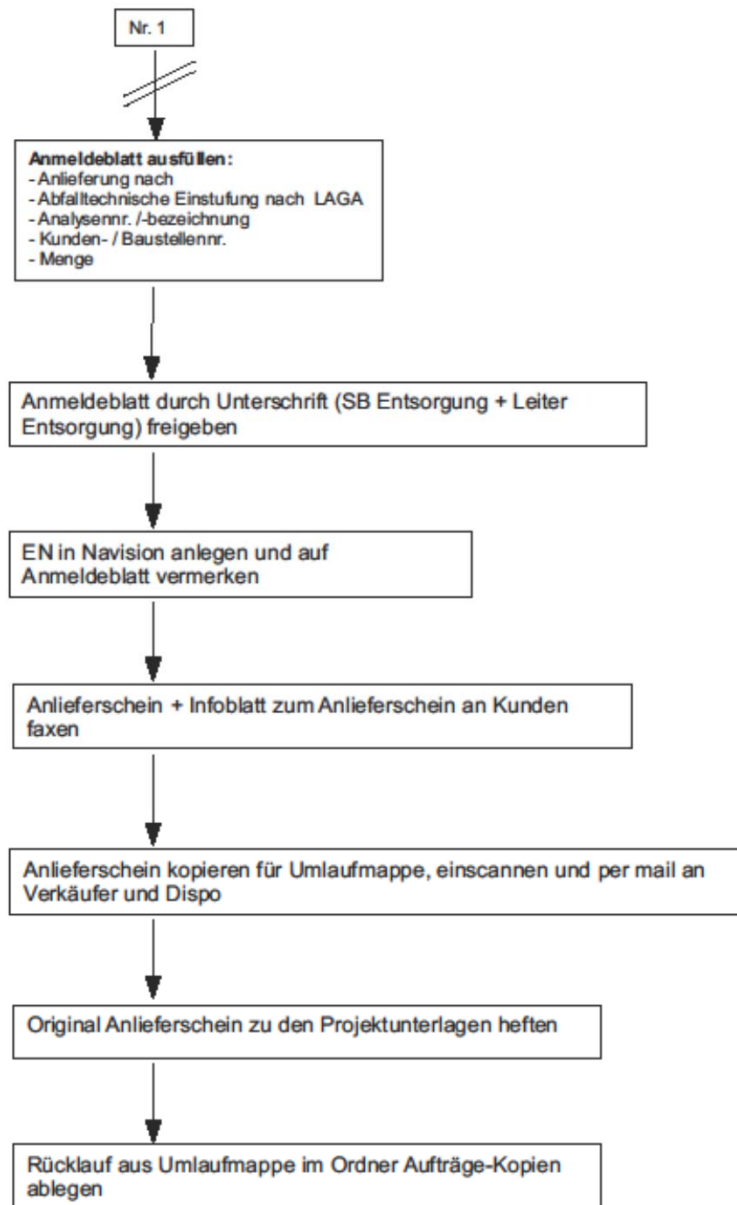 Nr. 1
Anmeldeblatt ausfüllen:
- Anlieferung nach
- Abfalltechnische Einstufung nach LAGA
- Analysennr. /-bezeichnung
- Kunden- / Baustellennr.
- Menge
Anmeldeblatt durch Unterschrift (SB Entsorgung + Leiter
Entsorgung) freigeben
EN in Navision anlegen und auf
Anmeldeblatt vermerken
Anlieferschein + Infoblatt zum Anlieferschein an Kunden
faxen
Anlieferschein kopieren für Umlaufmappe, einscannen und per mail an
Verkäufer und Dispo
Original Anlieferschein zu den Projektunterlagen heften
Rücklauf aus Umlaufmappe im Ordner Aufträge-Kopien
ablegen